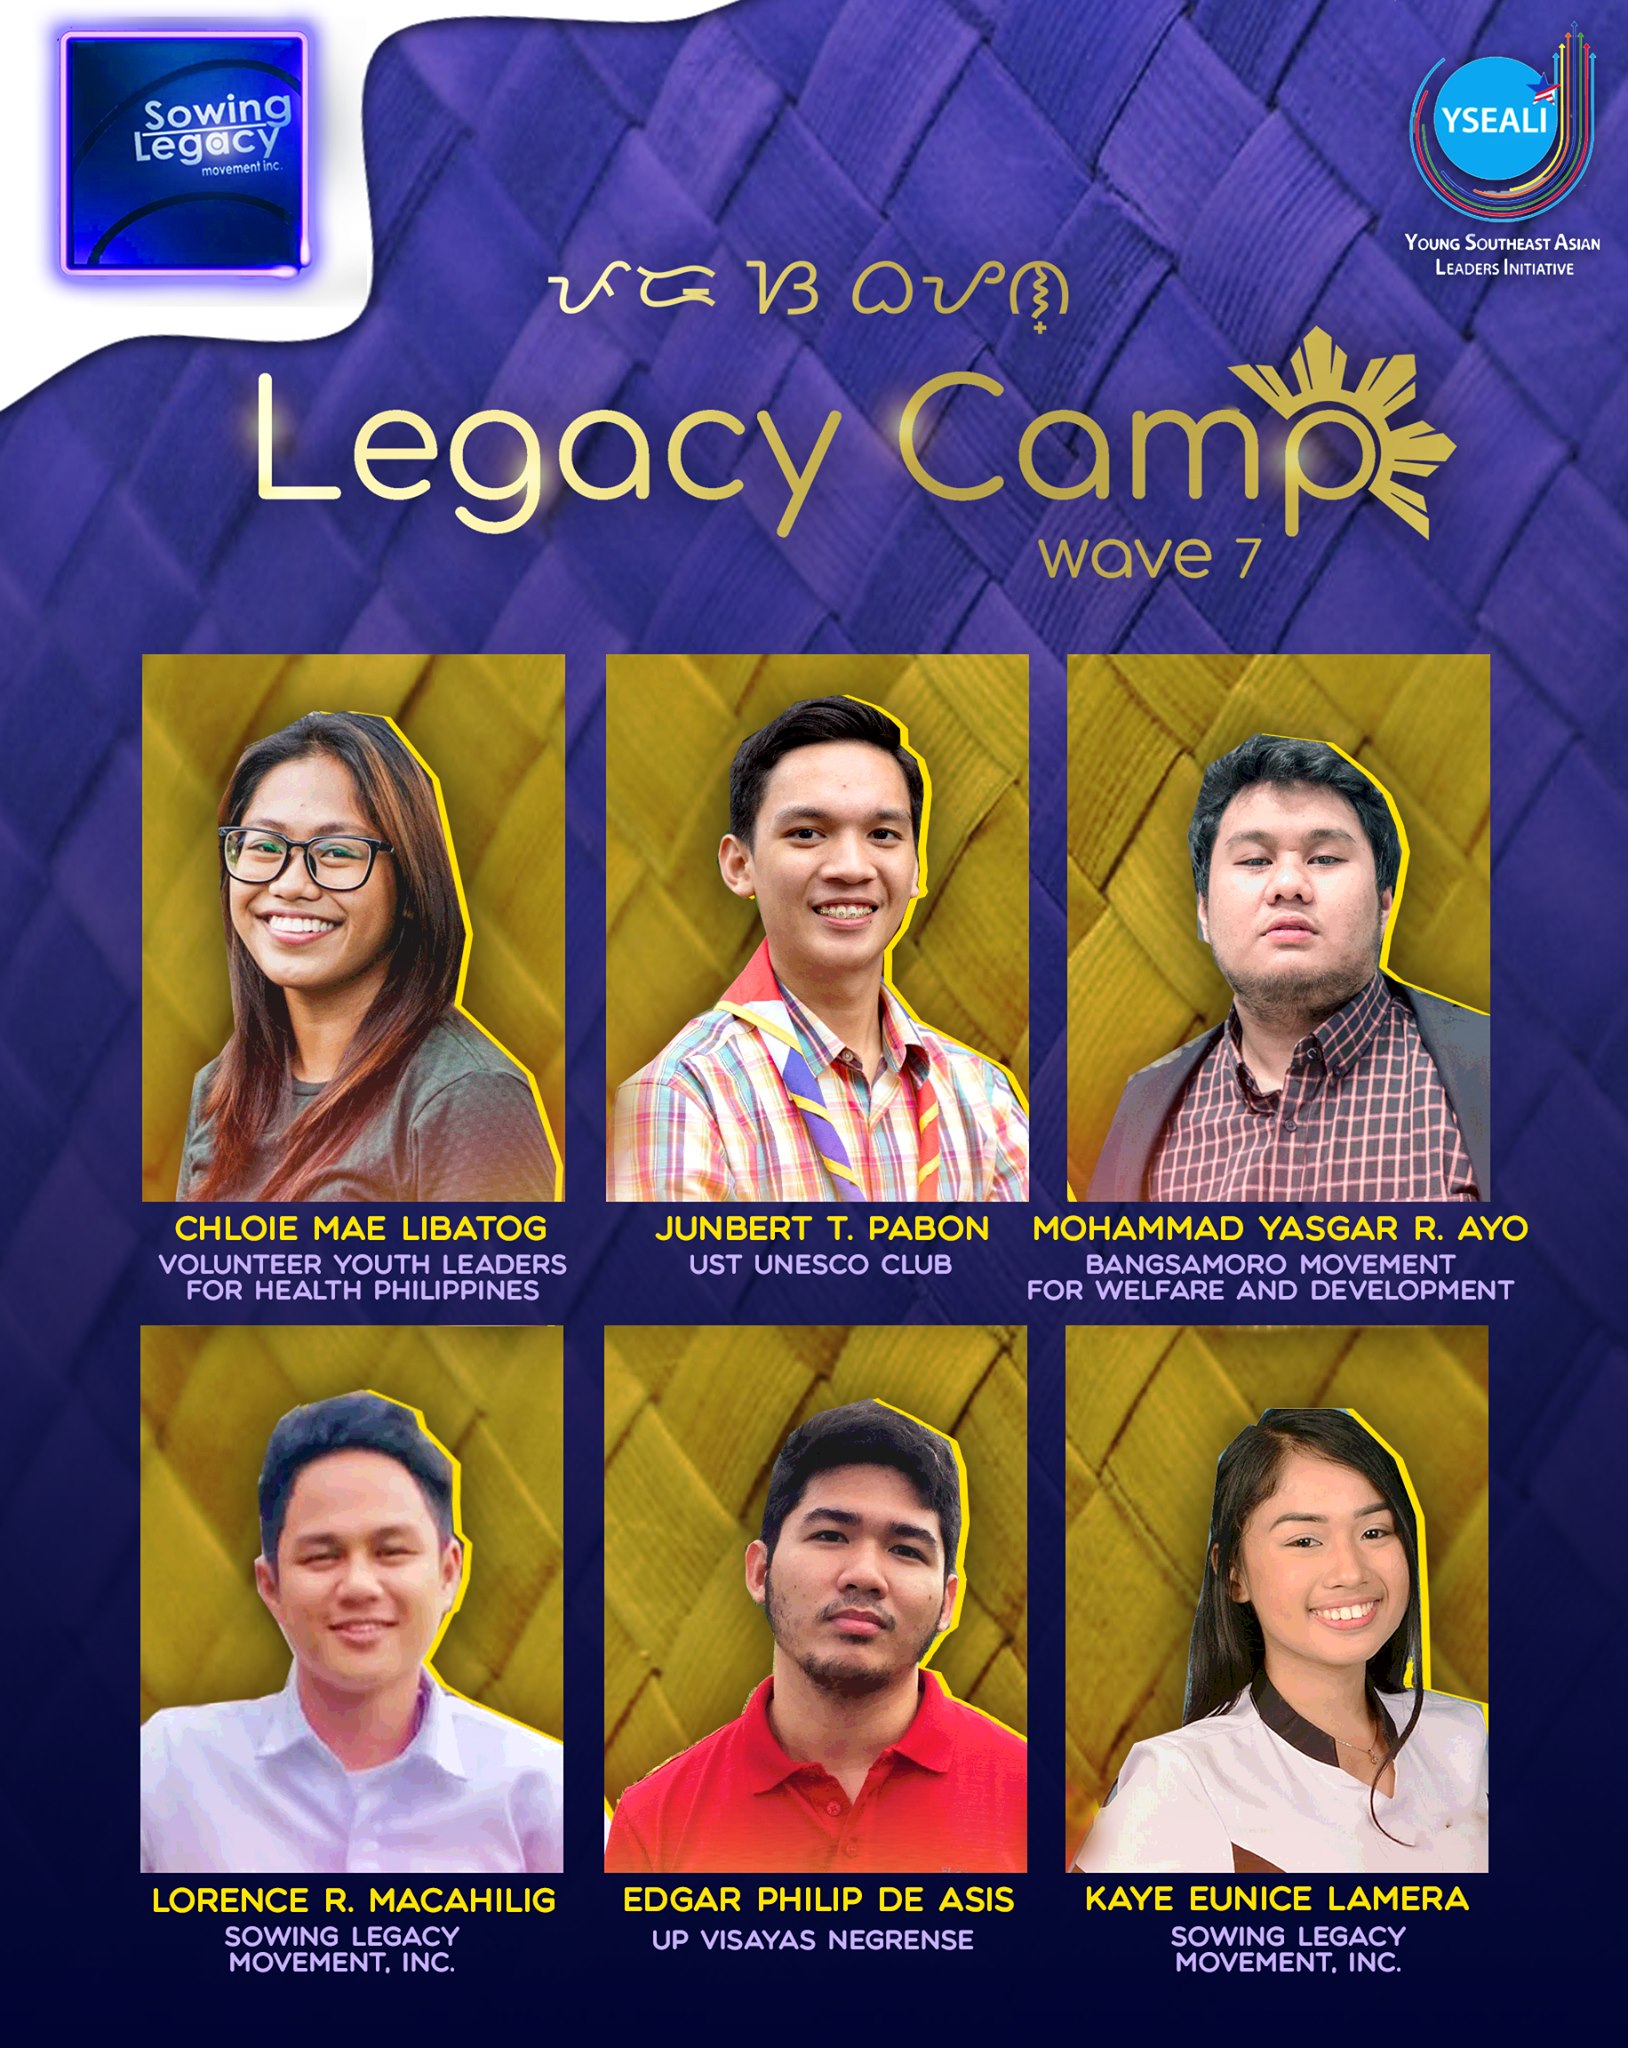 Sowing
Legacy
movement inc.
YSEALI
YOUNG SOUTHEAST ASIAN
LEADERS INITIATIVE
ᜉᜍ ᜐ ᜊᜌᜈ᜔
Legacy Camp
wave 7
CHLOIE MAE LIBATOG
VOLUNTEER YOUTH LEADERS
FOR HEALTH PHILIPPINES
JUNBERT T. PABON
UST UNESCO CLUB
MOHAMMAD YASGAR R. AYO
BANGSAMORO MOVEMENT
FOR WELFARE AND DEVELOPMENT
LORENCE R. MACAHILIG
SOWING LEGACY
MOVEMENT, INC.
EDGAR PHILIP DE ASIS
UP VISAYAS NEGRENSE
KAYE EUNICE LAMERA
SOWING LEGACY
MOVEMENT, INC.